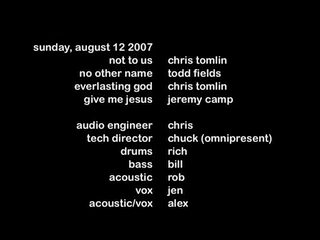 sunday, august 12 2007
not to us chris tomlin
no other name todd fields
everlasting god chris tomlin
give me jesus jeremy camp
audio engineer chris
tech director chuck (omnipresent)
drums rich
bass bill
acoustic rob
vox jen
acoustic/vox alex